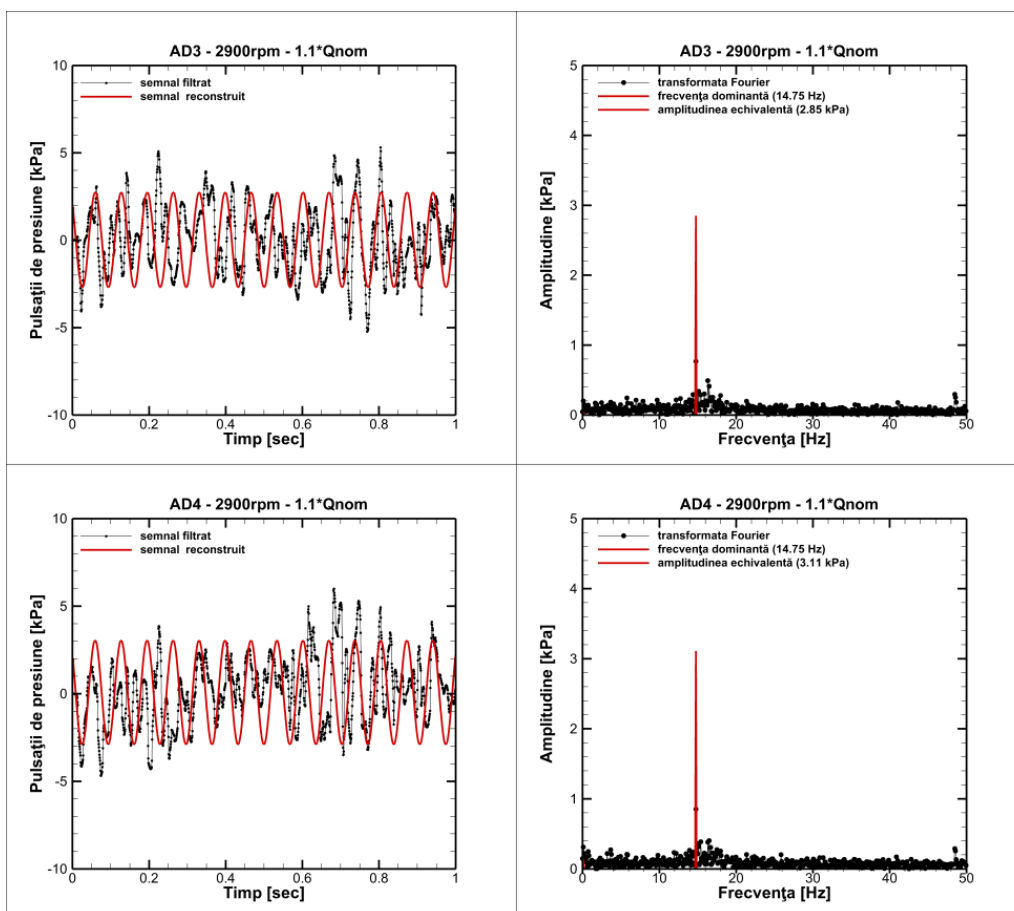 AD3 - 2900rpm - 1.1*Qnom
semnal filtrat
semnal reconstruit
Pulsaţii de presiune [kPa]
10
5
0
-5
-10
0
0.2
0.4
0.6
0.8
1
Timp [sec]
AD3 - 2900rpm - 1.1*Qnom
transformata Fourier
frecvenţa dominantă (14.75 Hz)
amplitudinea echivalentă (2.85 kPa)
Amplitudine [kPa]
5
4
3
2
1
0
0
10
20
30
40
50
Frecvenţa [Hz]
AD4 - 2900rpm - 1.1*Qnom
semnal filtrat
semnal reconstruit
Pulsaţii de presiune [kPa]
10
5
0
-5
-10
0
0.2
0.4
0.6
0.8
1
Timp [sec]
AD4 - 2900rpm - 1.1*Qnom
transformata Fourier
frecvenţa dominantă (14.75 Hz)
amplitudinea echivalentă (3.11 kPa)
Amplitudine [kPa]
5
4
3
2
1
0
0
10
20
30
40
50
Frecvenţa [Hz]